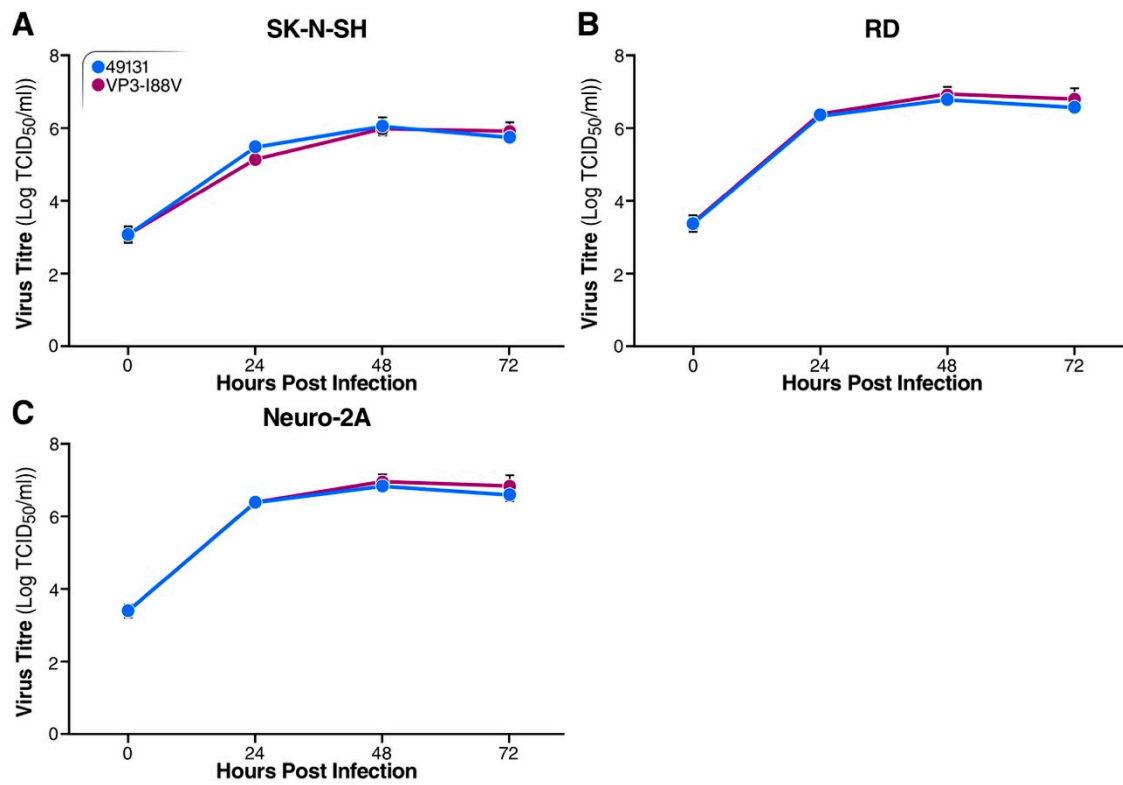 A
SK-N-SH
8
6
4
2
0
Virus Titre (Log TCID50/ml))
49131
VP3-I88V
0 24 48 72
Hours Post Infection
B
RD
8
6
4
2
0
Virus Titre (Log TCID50/ml))
0 24 48 72
Hours Post Infection
C
Neuro-2A
8
6
4
2
0
Virus Titre (Log TCID50/ml))
0 24 48 72
Hours Post Infection